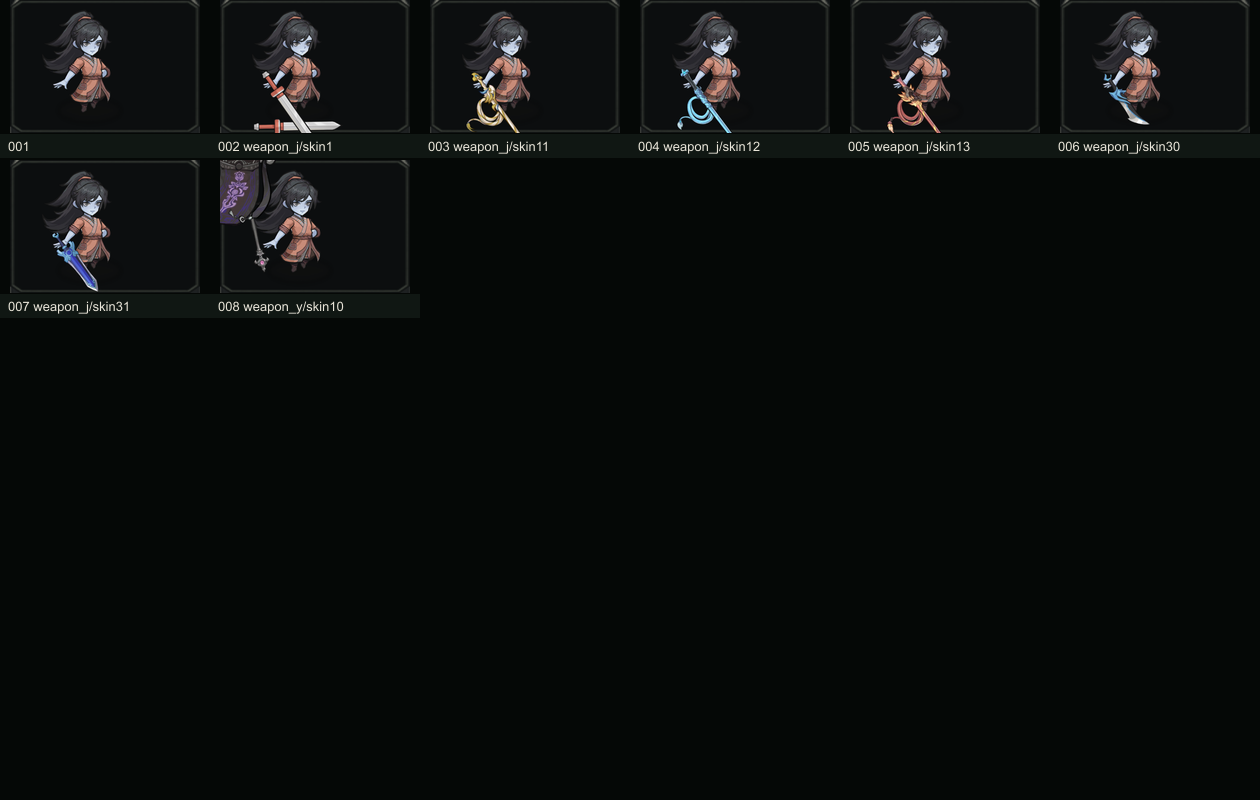 001
002 weapon_j/skin1
003 weapon_j/skin11
004 weapon_j/skin12
005 weapon_j/skin13
006 weapon_j/skin30
007 weapon_j/skin31
008 weapon_y/skin10